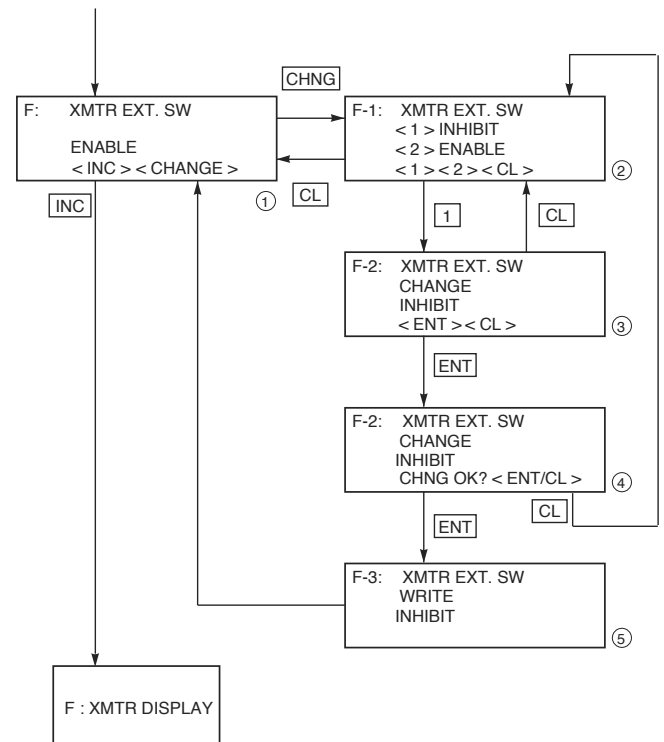 CHNG
F: XMTR EXT. SW
ENABLE
< INC > < CHANGE >
①
INC
CL
F-1: XMTR EXT. SW
< 1 > INHIBIT
< 2 > ENABLE
< 1 > < 2 > < CL >
②
1
CL
F-2: XMTR EXT. SW
CHANGE
INHIBIT
< ENT > < CL >
③
ENT
F-2: XMTR EXT. SW
CHANGE
INHIBIT
CHNG OK? < ENT/CL >
④
CL
ENT
F-3: XMTR EXT. SW
WRITE
INHIBIT
⑤
F : XMTR DISPLAY